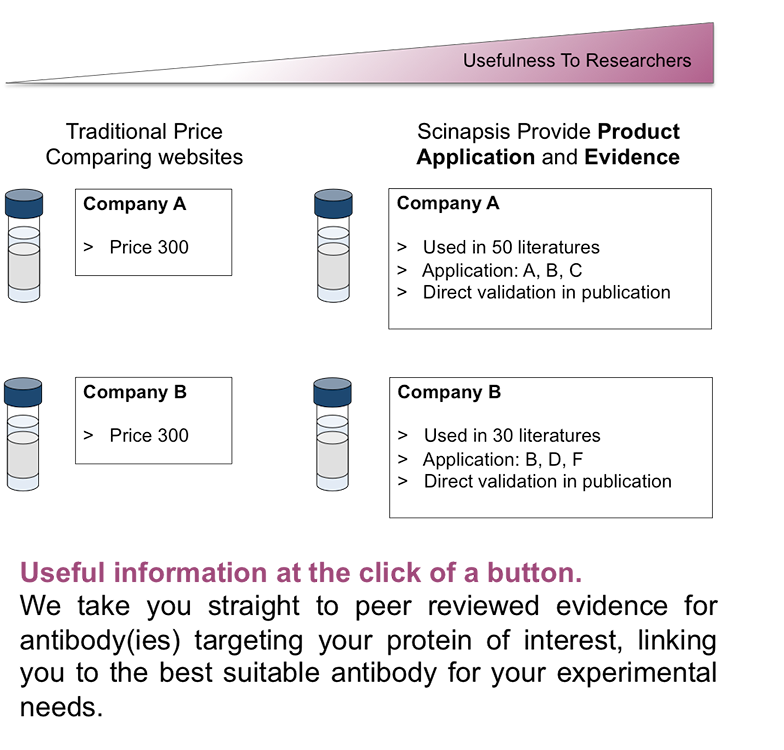 Usefulness To Researchers
Traditional Price
Comparing websites
Scinapsis Provide Product
Application and Evidence
Company A
> Price 300
Company A
> Used in 50 literatures
> Application: A, B, C
> Direct validation in publication
Company B
> Price 300
Company B
> Used in 30 literatures
> Application: B, D, F
> Direct validation in publication
Useful information at the click of a button.
We take you straight to peer reviewed evidence for
antibody(ies) targeting your protein of interest, linking
you to the best suitable antibody for your experimental
needs.